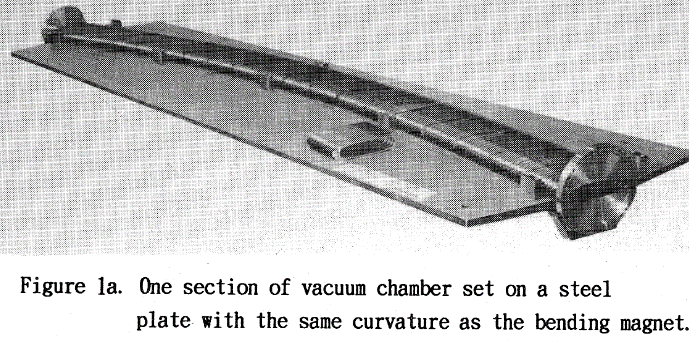 Figure 1a. One section of vacuum chamber set on a steel
plate with the same curvature as the bending magnet.